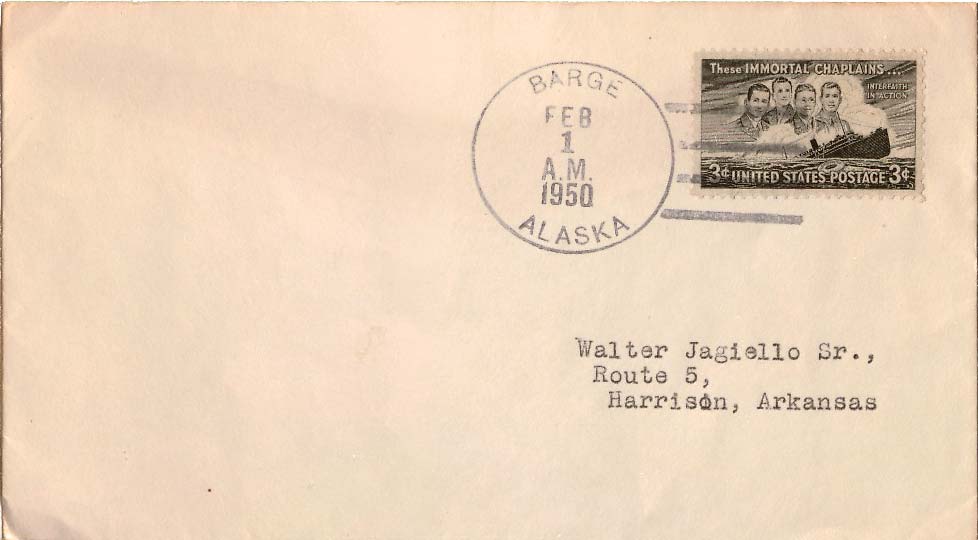 BARGE
FEB
1
A.M.
1950
ALASKA
These IMMORTAL CHAPLAINS...
INTERFAITH
IN ACTION
3¢ UNITED STATES POSTAGE 3¢
Walter Jagiello Sr.,
Route 5,
Harrison, Arkansas